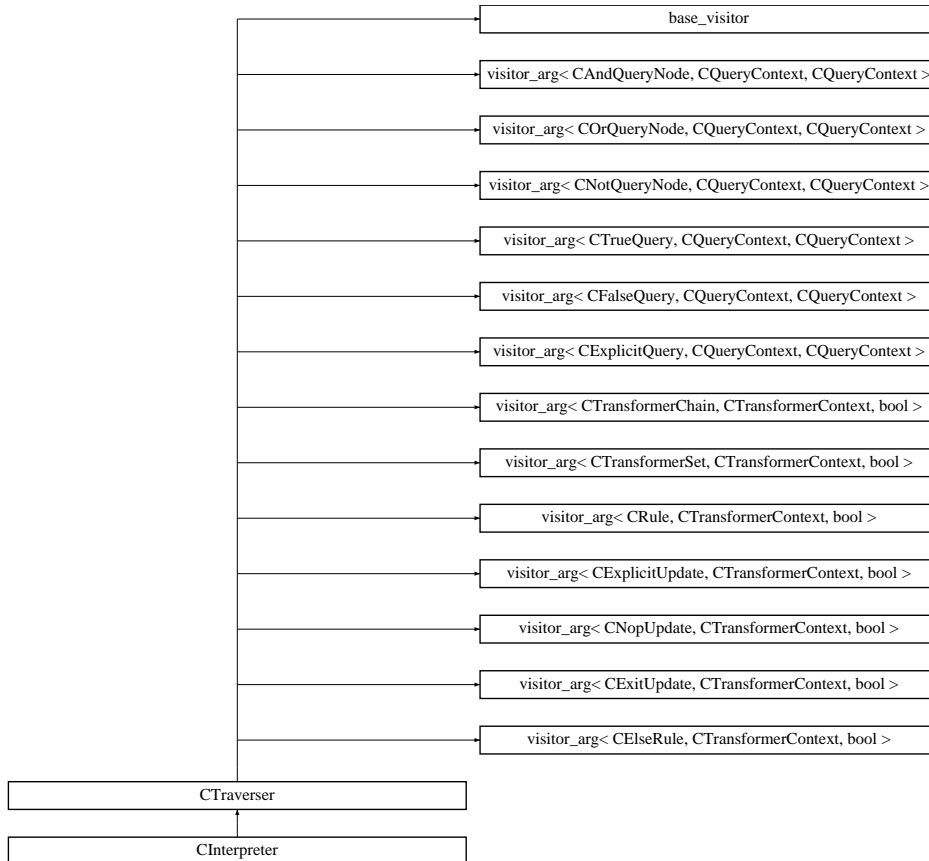 base_visitor
visitor_arg< CAndQueryNode, CQueryContext, CQueryContext >
visitor_arg< COrQueryNode, CQueryContext, CQueryContext >
visitor_arg< CNotQueryNode, CQueryContext, CQueryContext >
visitor_arg< CTrueQuery, CQueryContext, CQueryContext >
visitor_arg< CFalseQuery, CQueryContext, CQueryContext >
visitor_arg< CExplicitQuery, CQueryContext, CQueryContext >
visitor_arg< CTransformerChain, CTransformerContext, bool >
visitor_arg< CTransformerSet, CTransformerContext, bool >
visitor_arg< CRule, CTransformerContext, bool >
visitor_arg< CExplicitUpdate, CTransformerContext, bool >
visitor_arg< CNopUpdate, CTransformerContext, bool >
visitor_arg< CExitUpdate, CTransformerContext, bool >
visitor_arg< CElseRule, CTransformerContext, bool >
CTraverser
CInterpreter